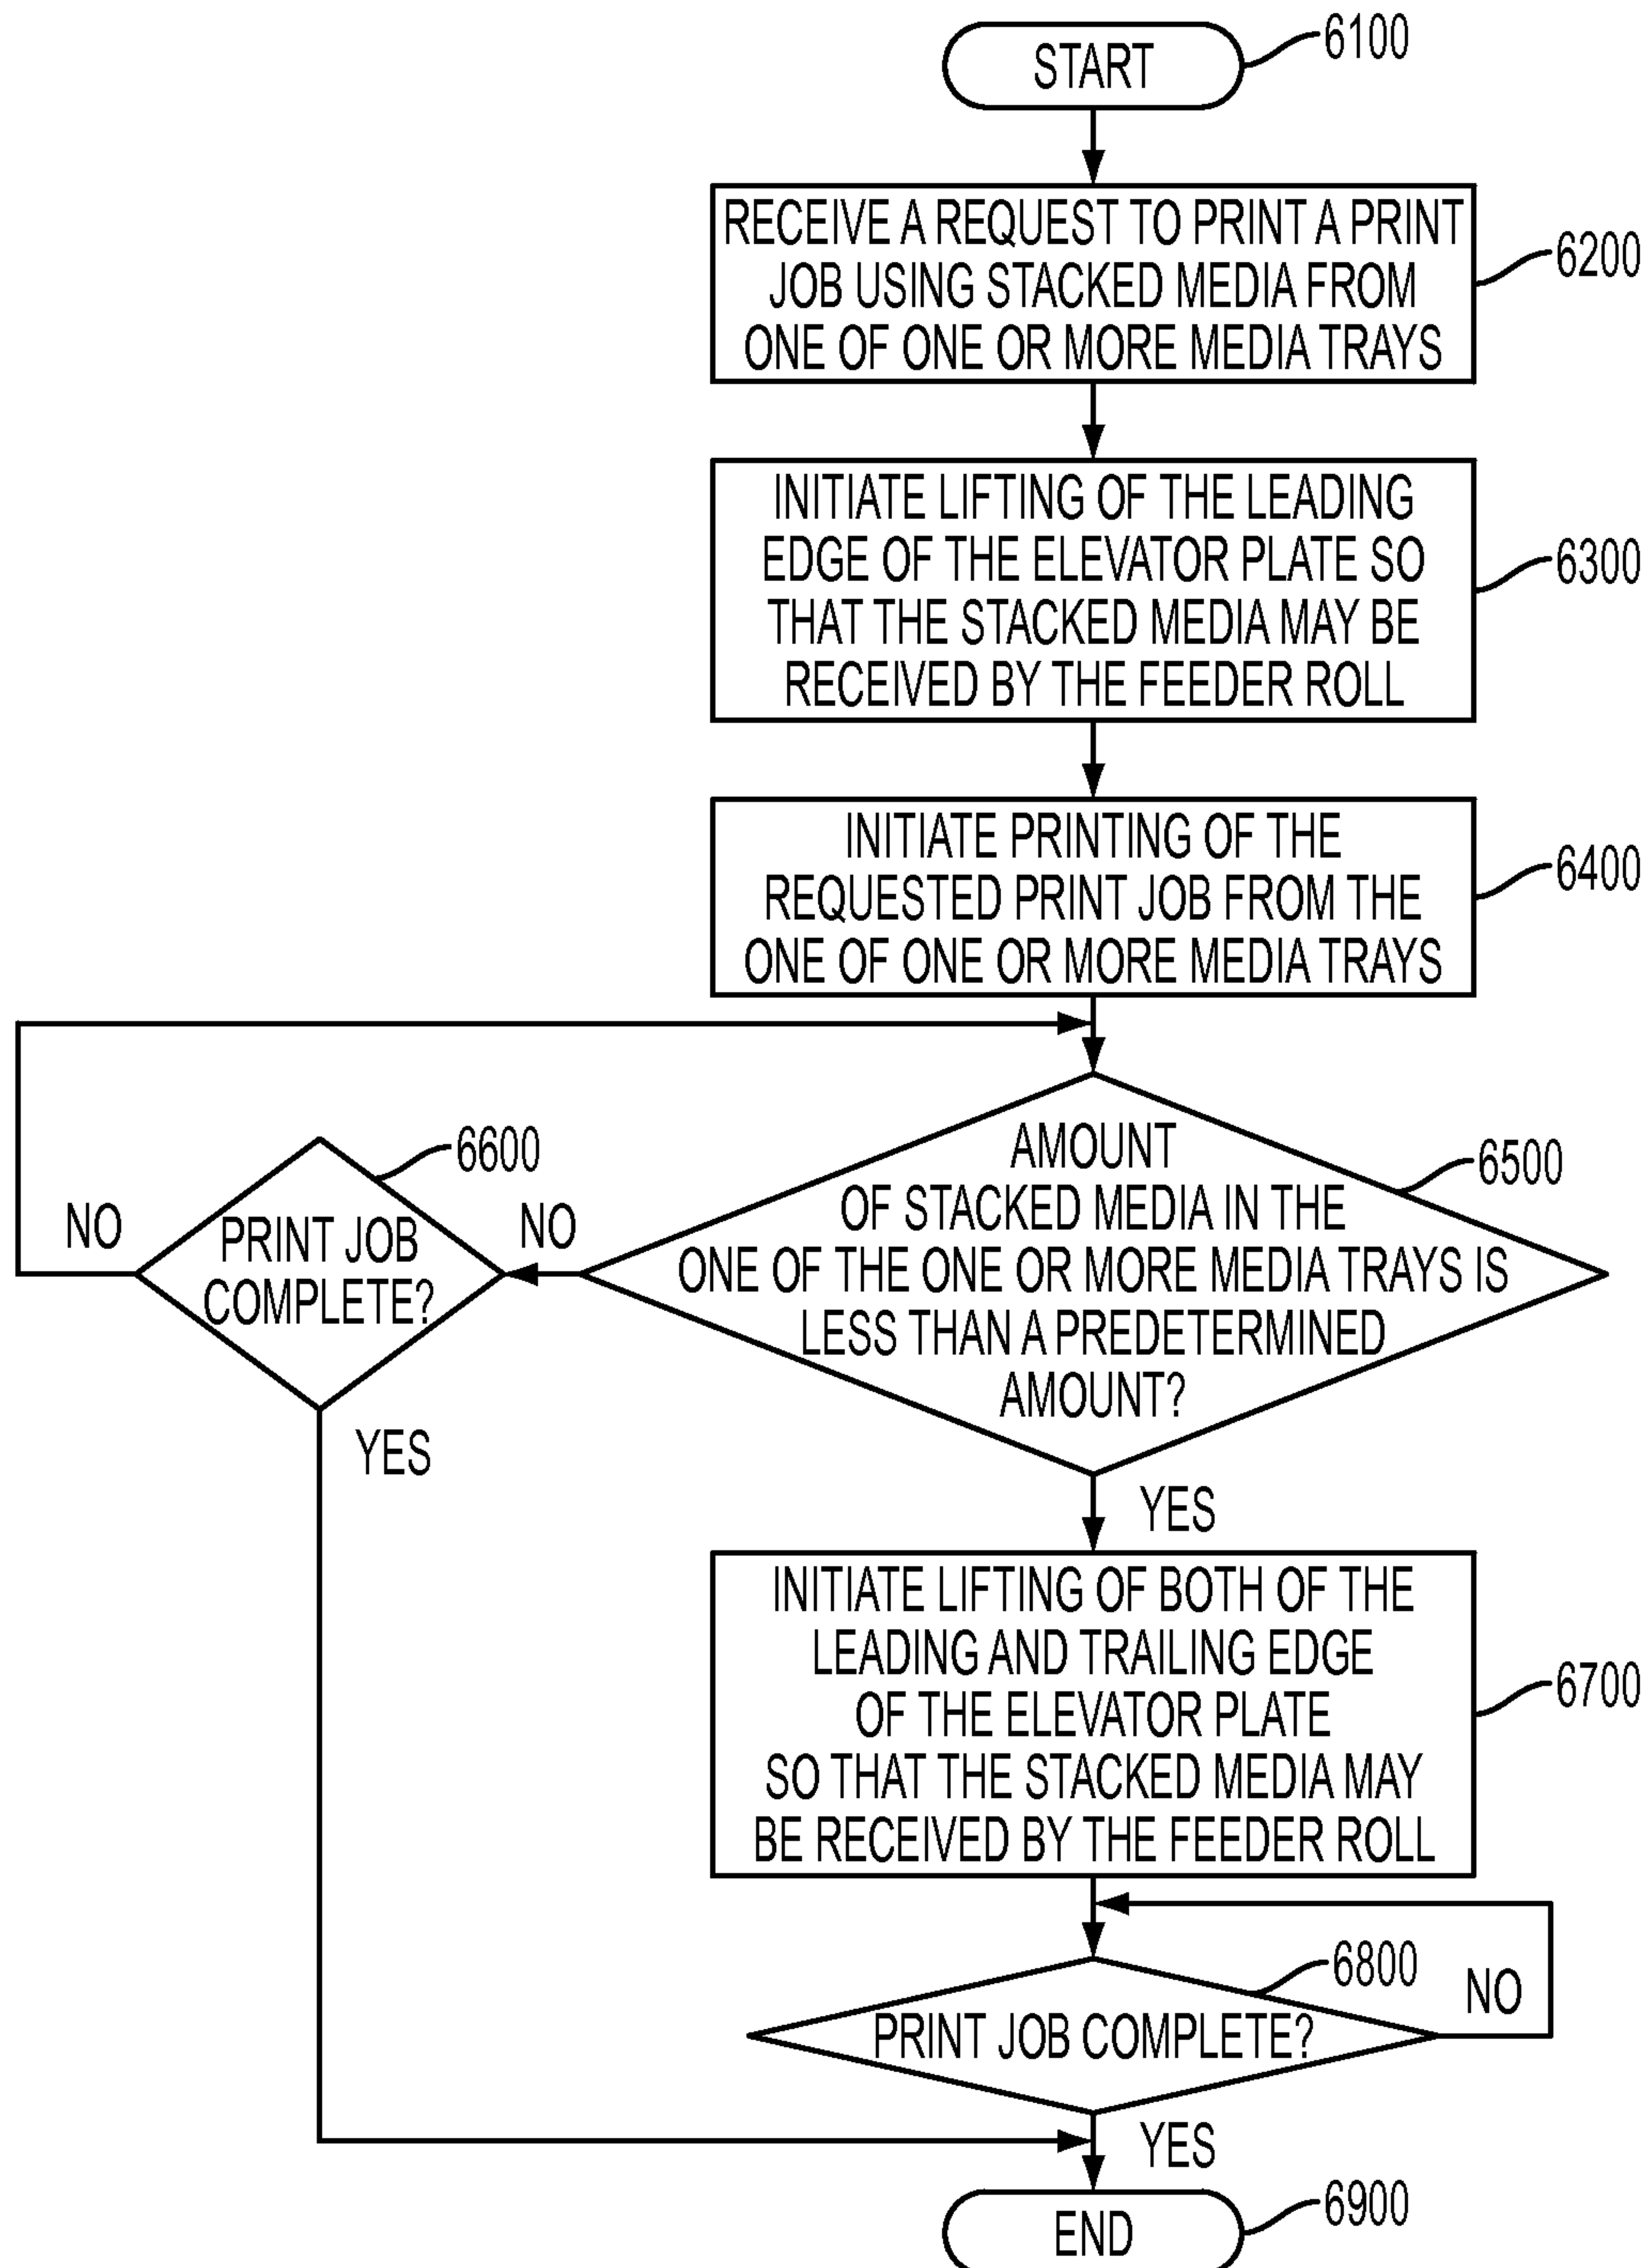 START
6100
RECEIVE A REQUEST TO PRINT A PRINT
JOB USING STACKED MEDIA FROM
ONE OF ONE OR MORE MEDIA TRAYS
6200
INITIATE LIFTING OF THE LEADING
EDGE OF THE ELEVATOR PLATE SO
THAT THE STACKED MEDIA MAY BE
RECEIVED BY THE FEEDER ROLL
6300
INITIATE PRINTING OF THE
REQUESTED PRINT JOB FROM THE
ONE OF ONE OR MORE MEDIA TRAYS
6400
AMOUNT
OF STACKED MEDIA IN THE
ONE OF THE ONE OR MORE MEDIA TRAYS IS
LESS THAN A PREDETERMINED
AMOUNT?
6500
NO
PRINT JOB
COMPLETE?
6600
NO
YES
YES
INITIATE LIFTING OF BOTH OF THE
LEADING AND TRAILING EDGE
OF THE ELEVATOR PLATE
SO THAT THE STACKED MEDIA MAY
BE RECEIVED BY THE FEEDER ROLL
6700
PRINT JOB COMPLETE?
6800
NO
YES
END
6900